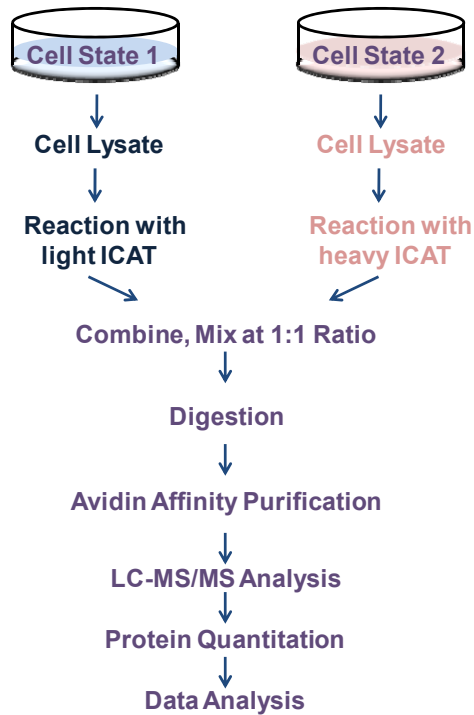 Cell State 1
Cell State 2
Cell Lysate
Cell Lysate
Reaction with
light ICAT
Reaction with
heavy ICAT
Combine, Mix at 1:1 Ratio
Digestion
Avidin Affinity Purification
LC-MS/MS Analysis
Protein Quantitation
Data Analysis